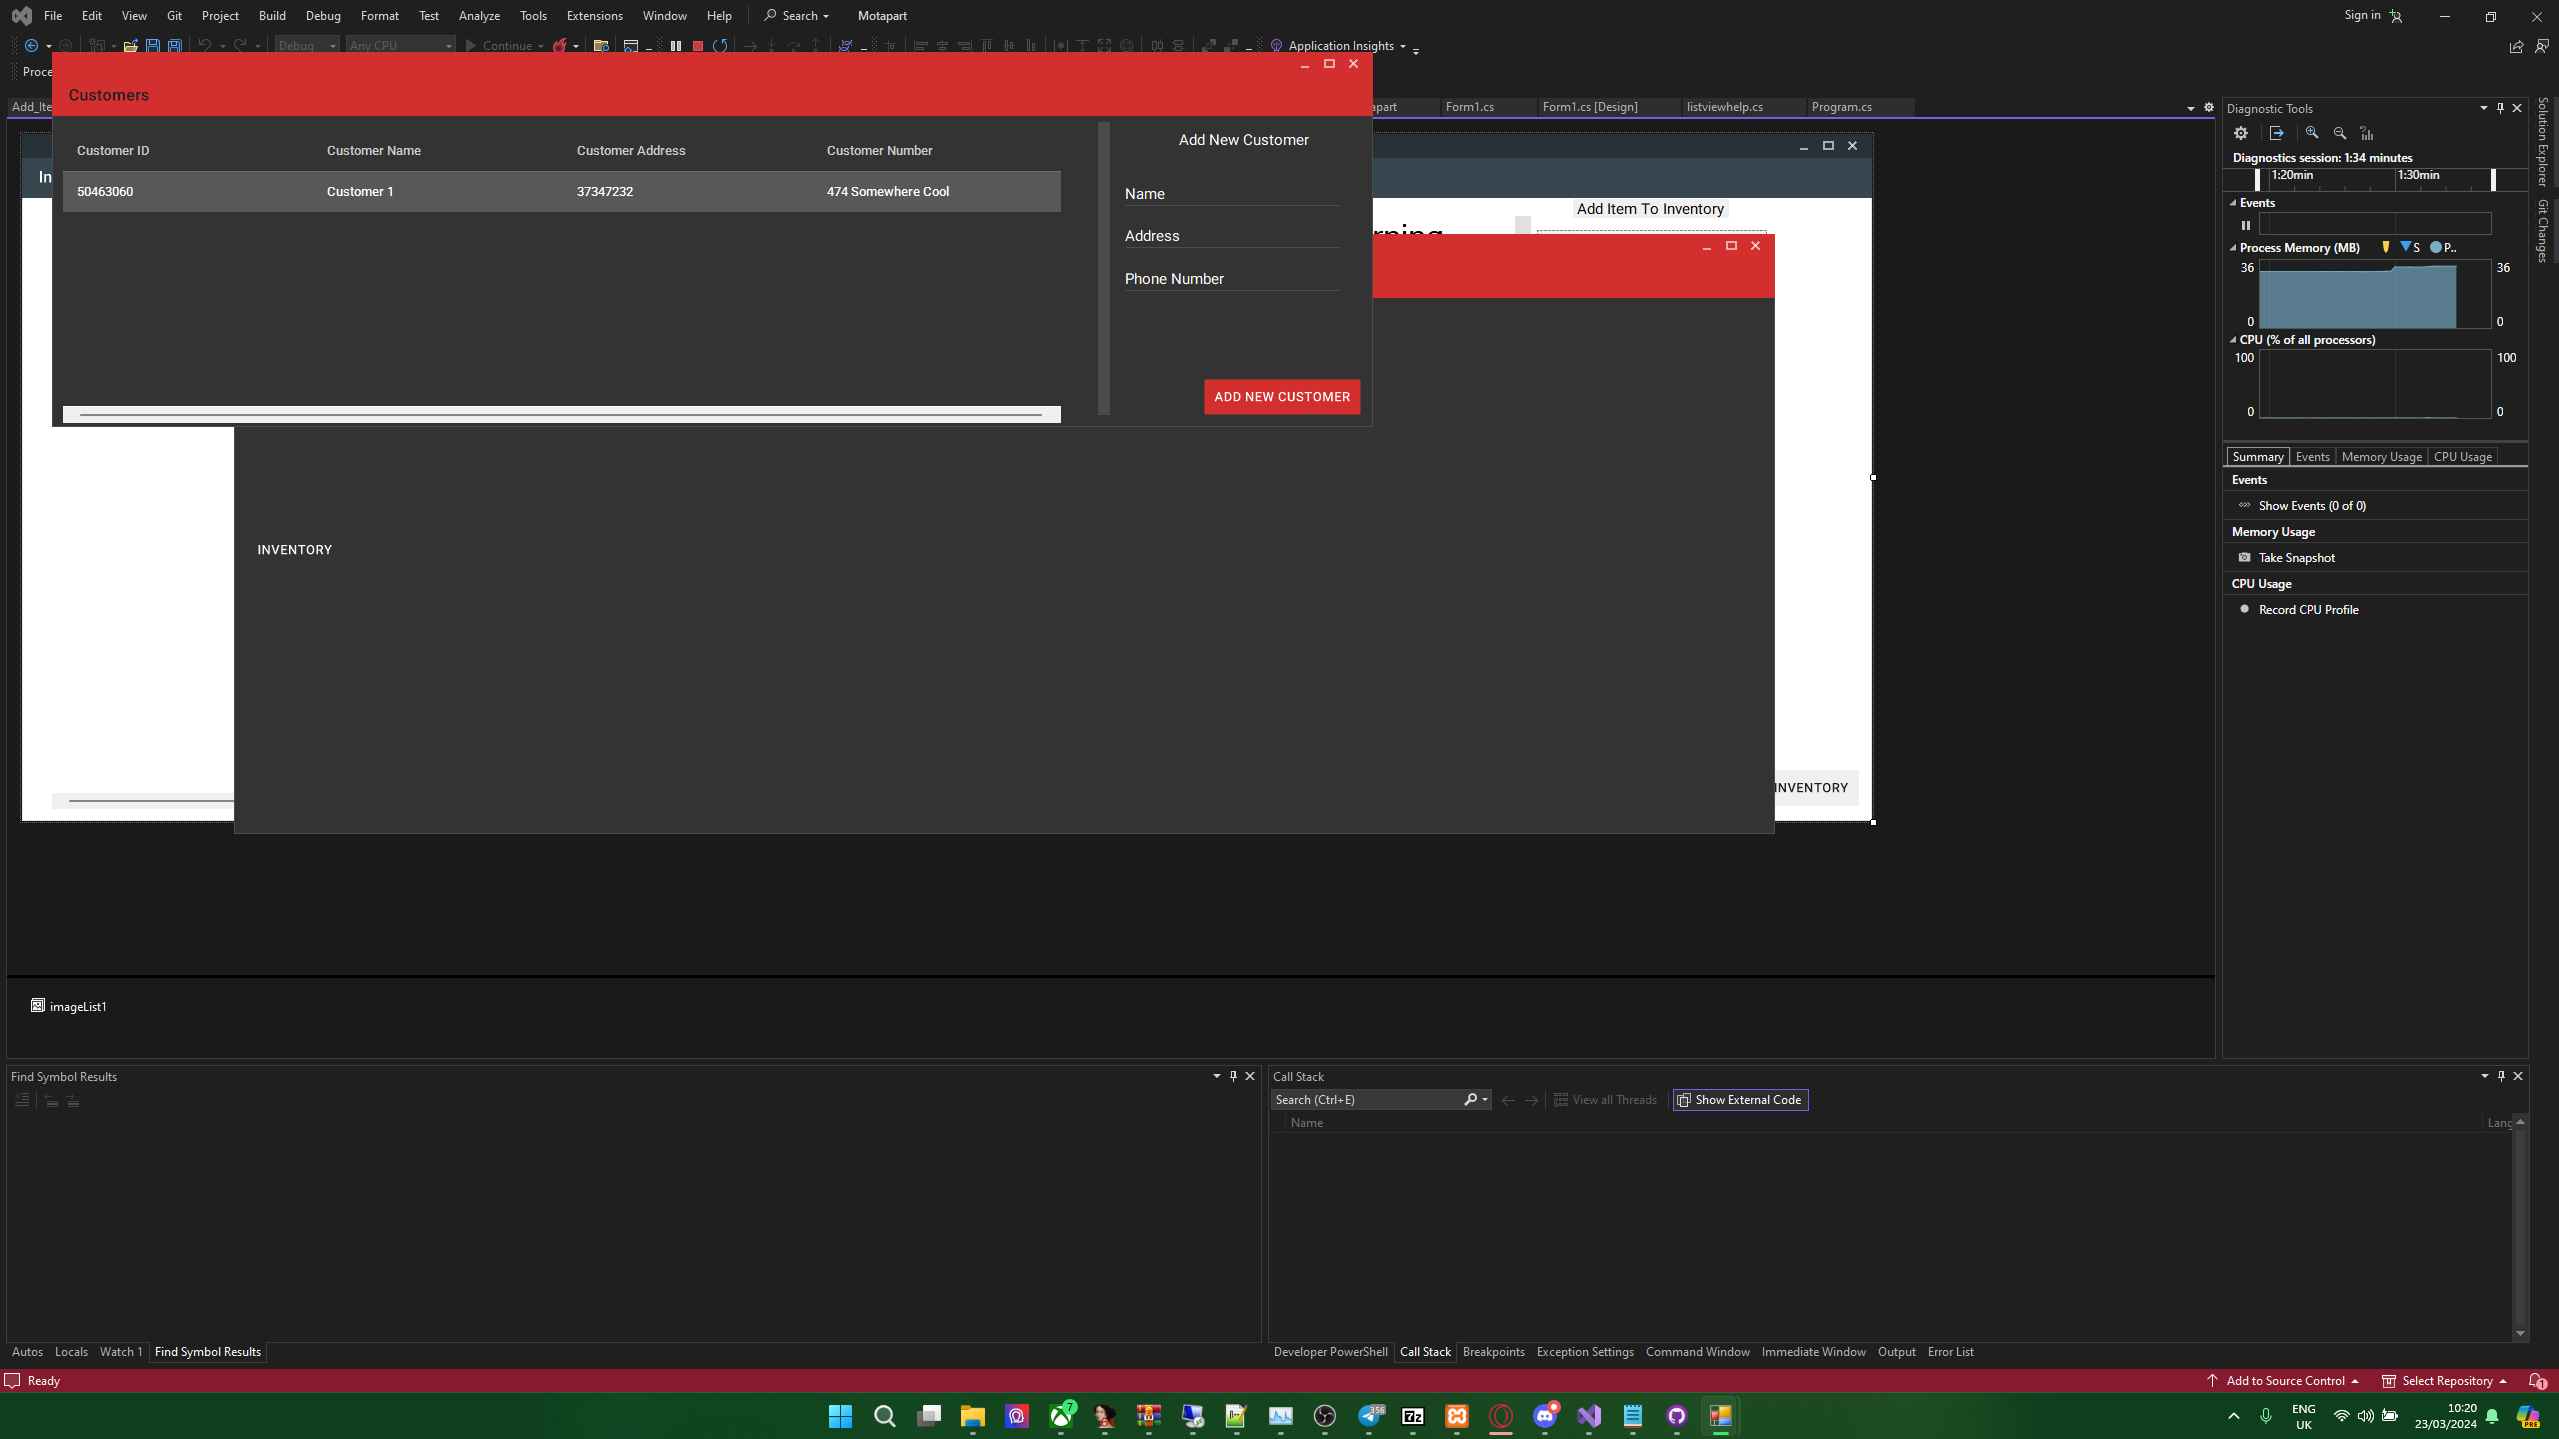 File Edit View Git Project Build Debug Format Test Analyze Tools Extensions Window Help Search Motapart Sign in
Debug Any CPU Continue Application Insights
Proce
Customers
Add_Ite
apart Form1.cs Form1.cs [Design] listviewhelp.cs Program.cs
Customer ID Customer Name Customer Address Customer Number
50463060 Customer 1 37347232 474 Somewhere Cool
Add New Customer
Name
Address
Phone Number
ADD NEW CUSTOMER
In
Add Item To Inventory
rning
INVENTORY
INVENTORY
imageList1
Diagnostic Tools
Diagnostics session: 1:34 minutes
1:20min 1:30min
Events
Process Memory (MB) S P..
36 36
0 0
CPU (% of all processors)
100 100
0 0
Summary Events Memory Usage CPU Usage
Events
Show Events (0 of 0)
Memory Usage
Take Snapshot
CPU Usage
Record CPU Profile
Solution Explorer
Git Changes
Find Symbol Results
Autos Locals Watch 1 Find Symbol Results
Call Stack
Search (Ctrl+E) View all Threads Show External Code
Name Lang
Developer PowerShell Call Stack Breakpoints Exception Settings Command Window Immediate Window Output Error List
Ready Add to Source Control Select Repository 1
7 356 7z
ENG
UK
10:20
23/03/2024
PRE